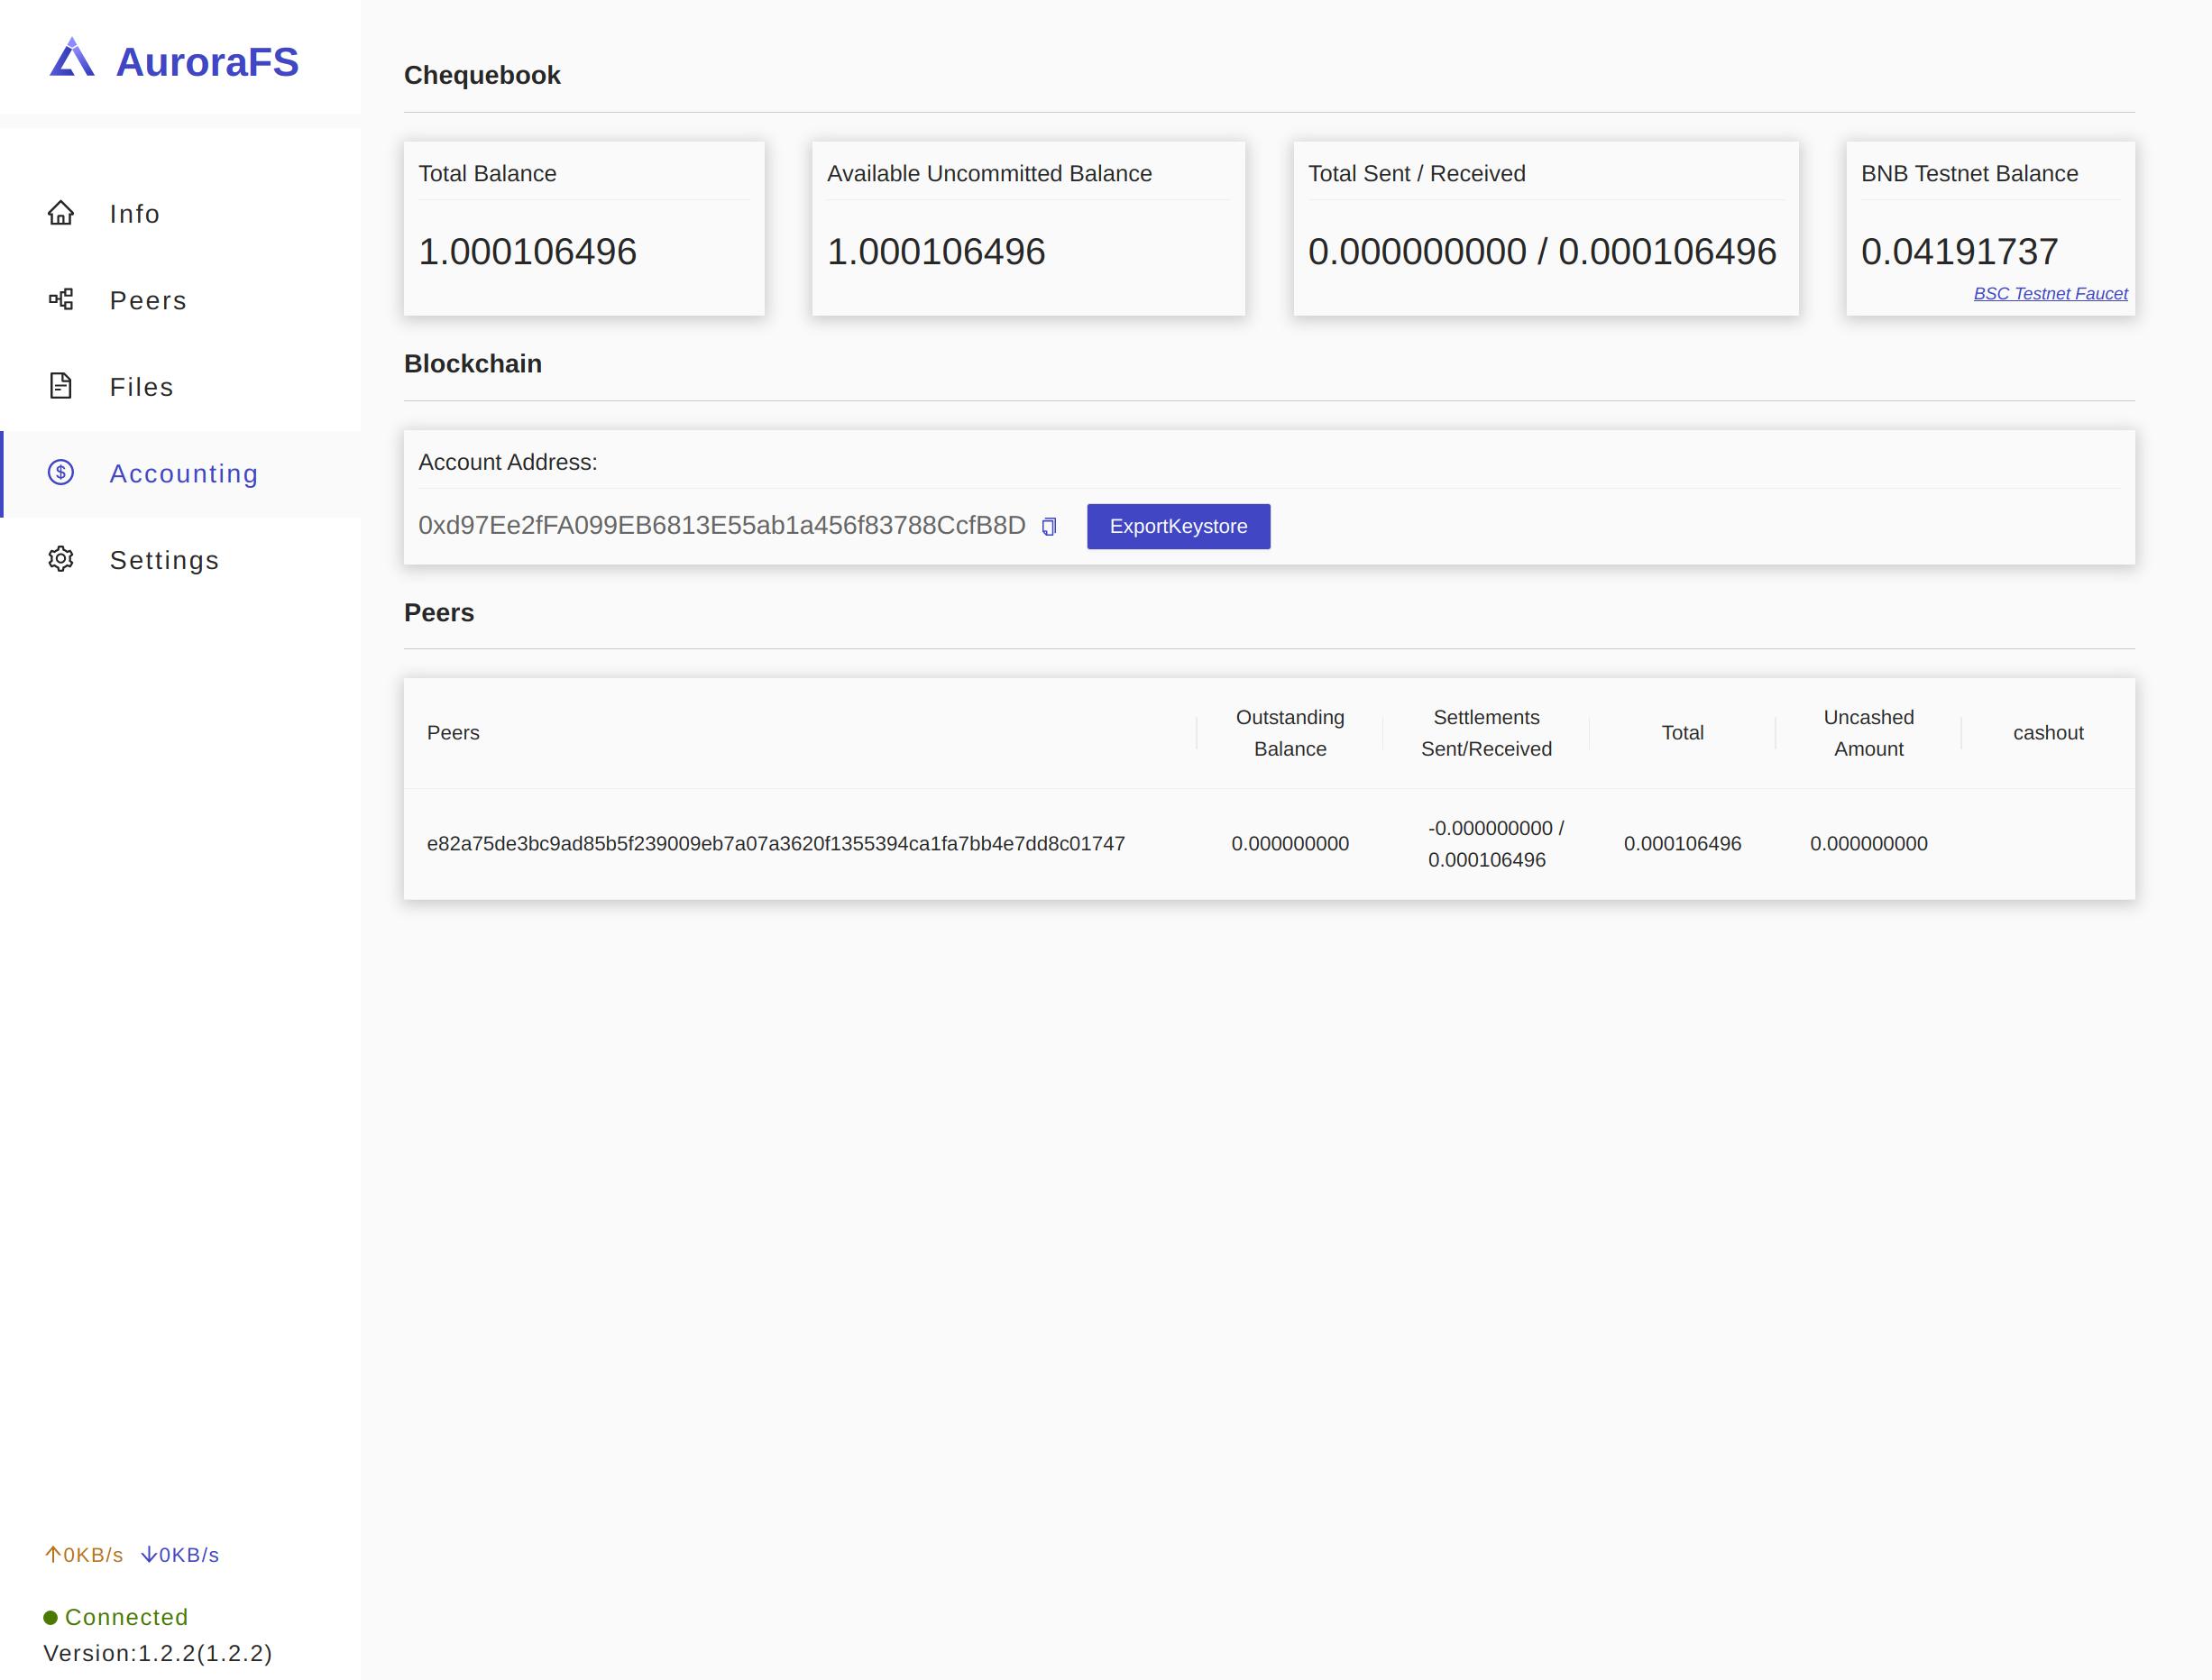 AuroraFS
Info
Peers
Files
Accounting
Settings
↑0KB/s ↓0KB/s
Connected
Version:1.2.2(1.2.2)
Chequebook
Total Balance
1.000106496
Available Uncommitted Balance
1.000106496
Total Sent / Received
0.000000000 / 0.000106496
BNB Testnet Balance
0.04191737
BSC Testnet Faucet
Blockchain
Account Address:
0xd97Ee2fFA099EB6813E55ab1a456f83788CcfB8D ExportKeystore
Peers
Peers
Outstanding
Balance
Settlements
Sent/Received
Total
Uncashed
Amount
cashout
e82a75de3bc9ad85b5f239009eb7a07a3620f1355394ca1fa7bb4e7dd8c01747
0.000000000
-0.000000000 /
0.000106496
0.000106496
0.000000000